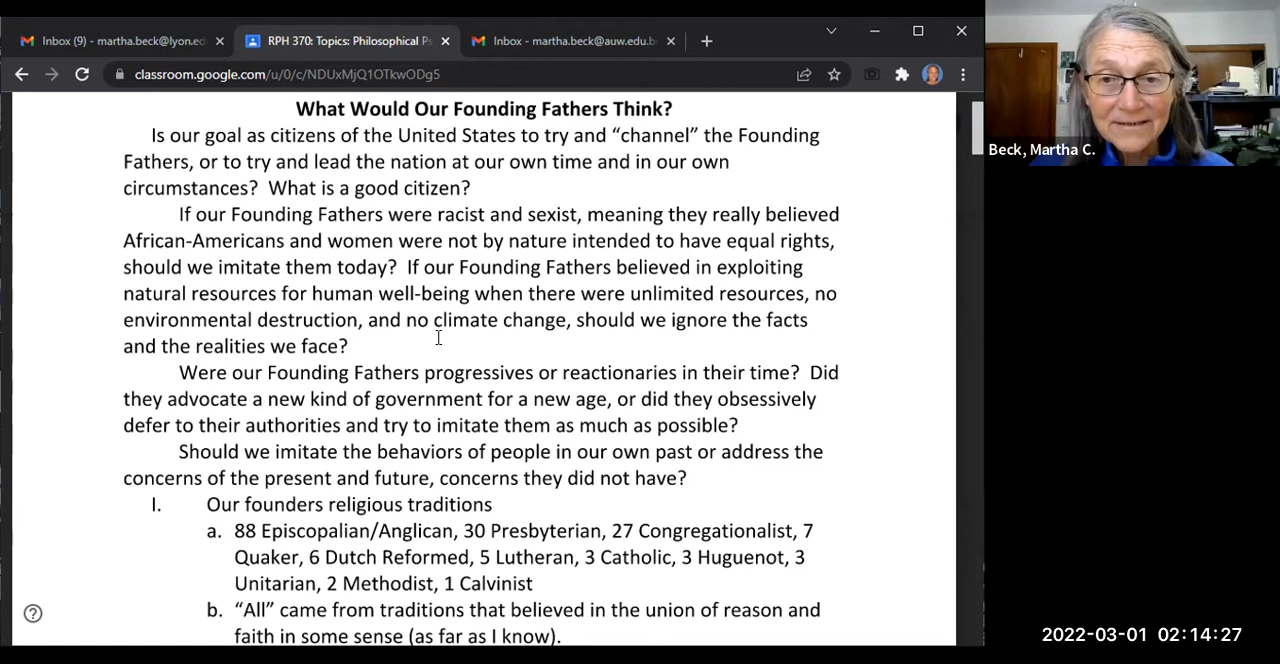 Inbox (9) - martha.beck@lyon.ed
RPH 370: Topics: Philosophical Ps
Inbox - martha.beck@auw.edu.b
classroom.google.com/u/0/c/NDUxMjQ1OTkwODg5
What Would Our Founding Fathers Think?
Is our goal as citizens of the United States to try and “channel” the Founding
Fathers, or to try and lead the nation at our own time and in our own
circumstances? What is a good citizen?
If our Founding Fathers were racist and sexist, meaning they really believed
African-Americans and women were not by nature intended to have equal rights,
should we imitate them today? If our Founding Fathers believed in exploiting
natural resources for human well-being when there were unlimited resources, no
environmental destruction, and no climate change, should we ignore the facts
and the realities we face?
Were our Founding Fathers progressives or reactionaries in their time? Did
they advocate a new kind of government for a new age, or did they obsessively
defer to their authorities and try to imitate them as much as possible?
Should we imitate the behaviors of people in our own past or address the
concerns of the present and future, concerns they did not have?
I. Our founders religious traditions
a. 88 Episcopalian/Anglican, 30 Presbyterian, 27 Congregationalist, 7
Quaker, 6 Dutch Reformed, 5 Lutheran, 3 Catholic, 3 Huguenot, 3
Unitarian, 2 Methodist, 1 Calvinist
b. “All” came from traditions that believed in the union of reason and
faith in some sense (as far as I know).
Beck, Martha C.
2022-03-01 02:14:27